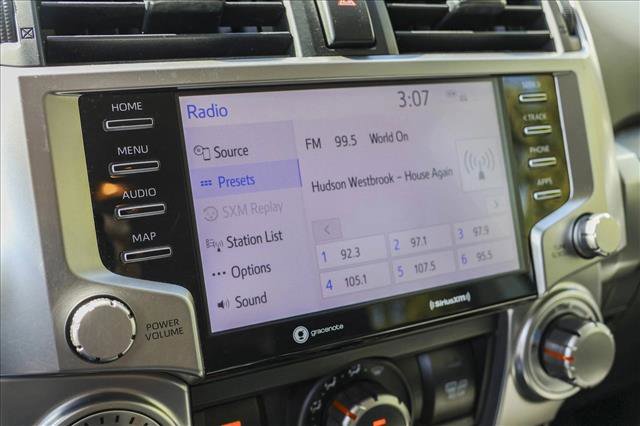 HOME
MENU
AUDIO
MAP
POWER
VOLUME
Radio
3:07
Source
Presets
SXM Replay
Station List
Options
Sound
FM 99.5 World On
Hudson Westbrook – House Again
1 92.3
2 97.1
3 97.9
4 105.1
5 107.5
6 95.5
gracenote
SiriusXM
< TRACK
PHONE
APPS